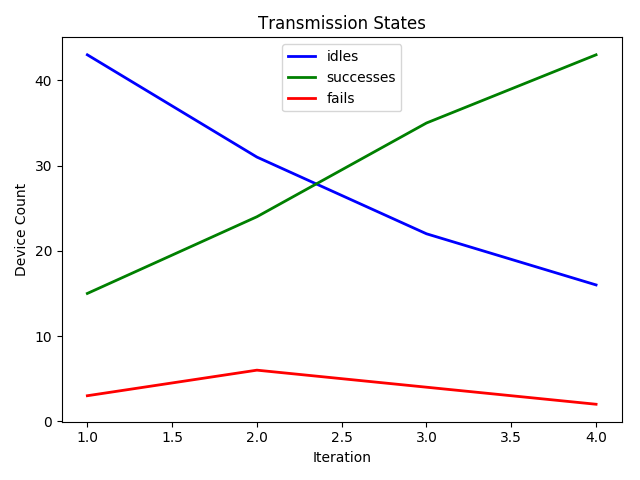 Transmission States
idles
successes
fails
Device Count
40
30
20
10
0
1.0 1.5 2.0 2.5 3.0 3.5 4.0
Iteration